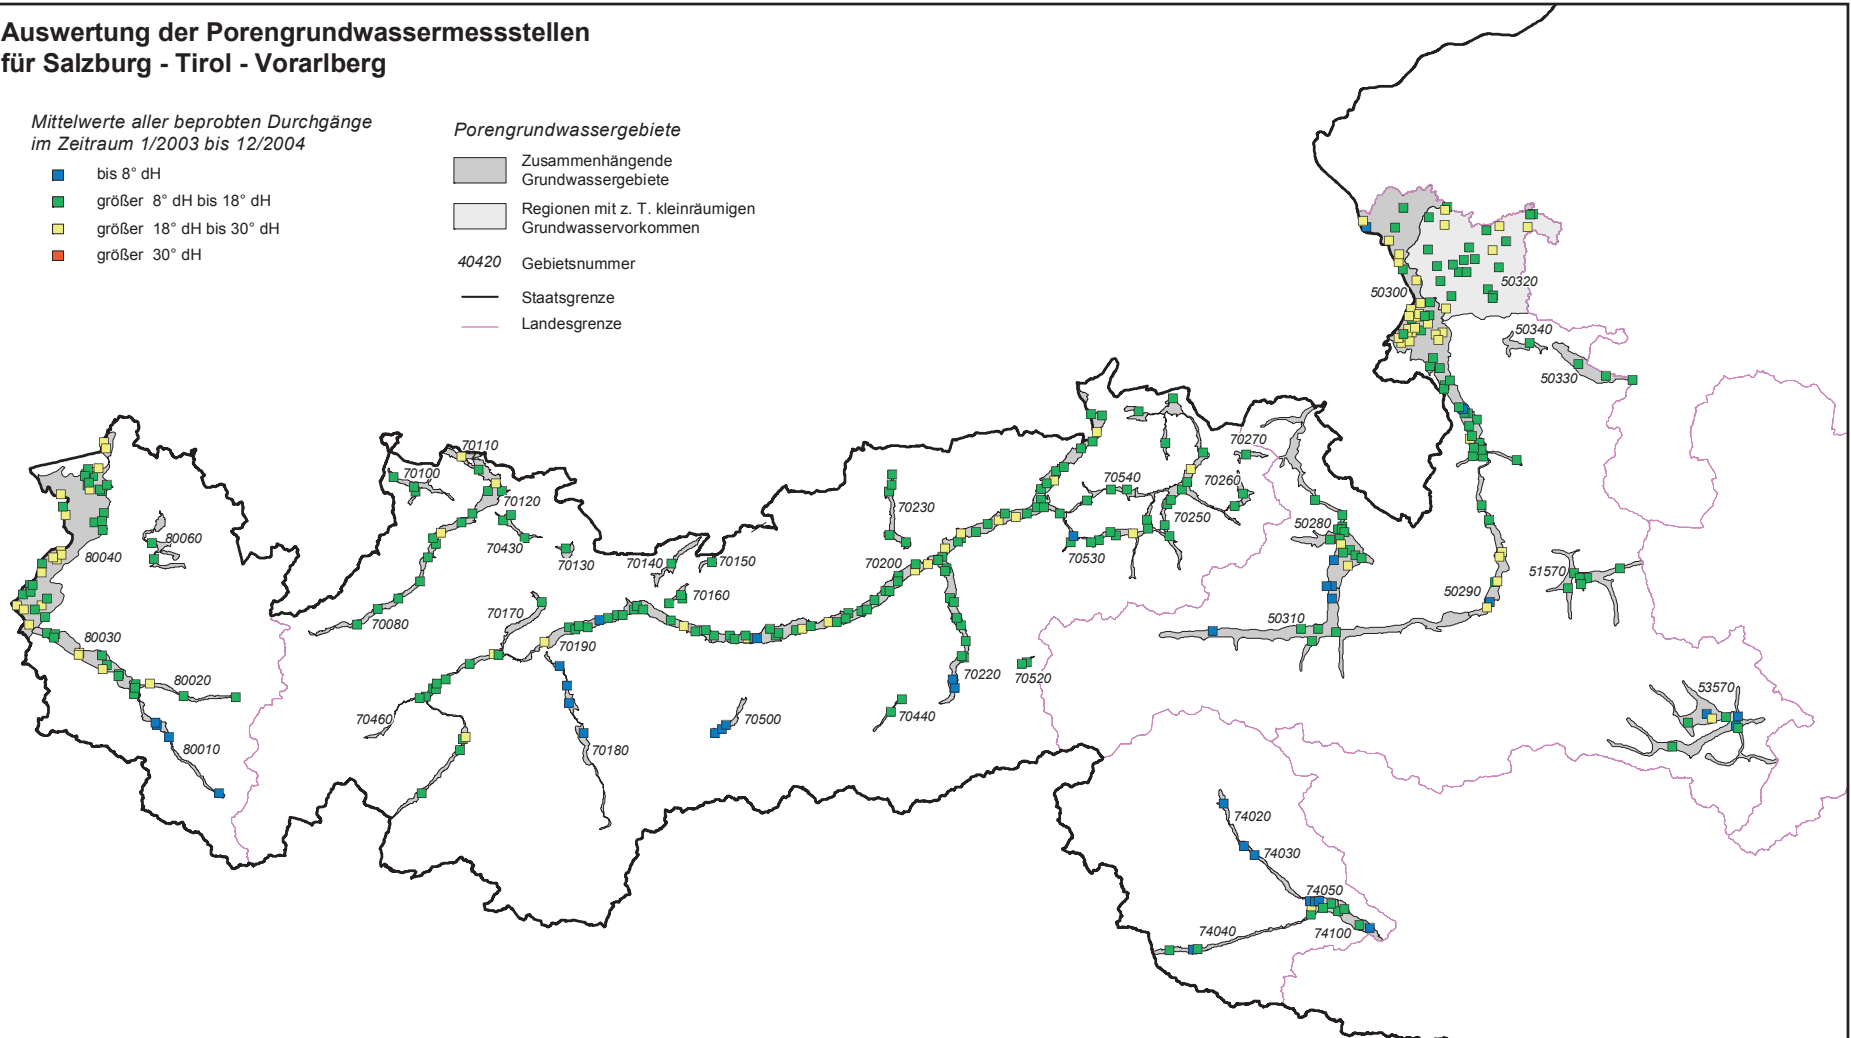 Auswertung der Porengrundwassermessstellen
für Salzburg - Tirol - Vorarlberg
Mittelwerte aller beprobten Durchgänge
im Zeitraum 1/2003 bis 12/2004
bis 8° dH
größer 8° dH bis 18° dH
größer 18° dH bis 30° dH
größer 30° dH
Porengrundwassergebiete
Zusammenhängende
Grundwassergebiete
Regionen mit z. T. kleinräumigen
Grundwasservorkommen
40420 Gebietsnummer
Staatsgrenze
Landesgrenze
50300
50320
50340
50330
70110
70100
70120
70430
70130
70140
70150
70160
70170
70080
70190
70460
70180
70500
70230
70200
70220
70440
70520
70540
70530
70250
70260
70270
50280
50310
50290
51570
53570
80060
80040
80030
80020
80010
74020
74030
74050
74040
74100